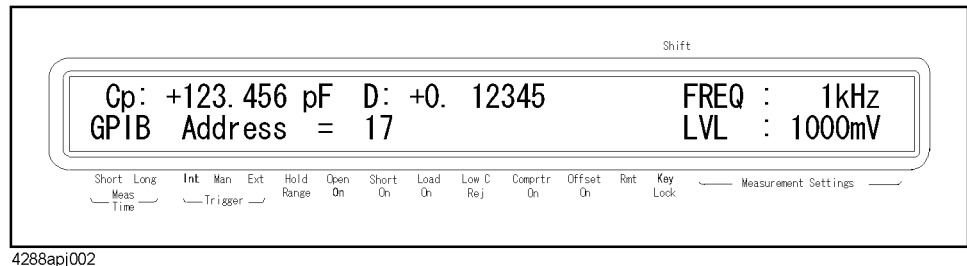 Shift
Cp: +123.456 pF D: +0. 12345 FREQ : 1kHz
GPIB Address = 17 LVL : 1000mV
Short Long Int Man Ext Hold Open Short Load Low C Comprtr Offset Rmt Key
Meas Time Trigger Range On On On Rej On On Lock Measurement Settings
4288apj002